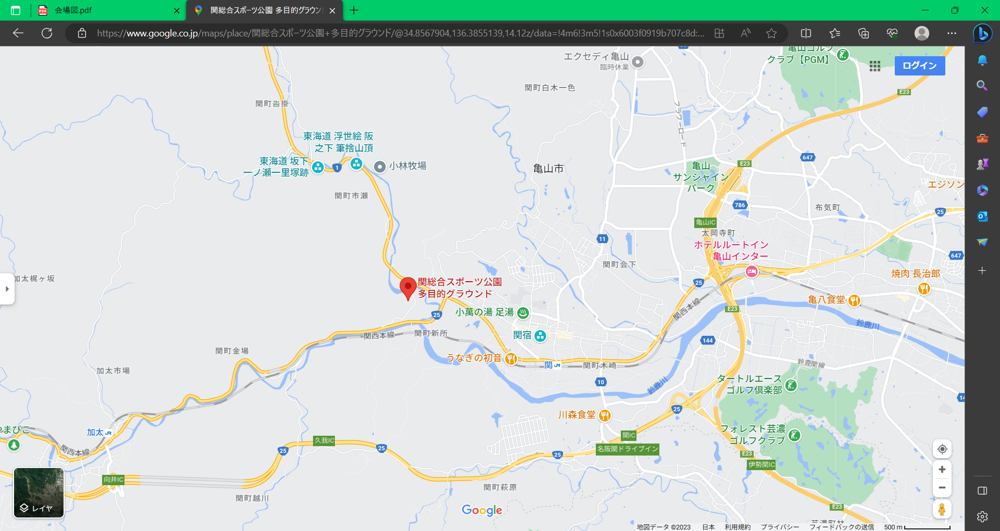 会場図.pdf
関総合スポーツ公園 多目的グラウン
https://www.google.co.jp/maps/place/関総合スポーツ公園+多目的グラウンド/@34.8567904,136.3855139,14.12z/data=!4m6!3m5!1s0x6003f0919b707c8d:...
亀山ゴルフ
クラブ【PGM】
エクセディ亀山
臨時休業
ログイン
関町白木一色
E23
関町沓掛
フラワーロード
東海道 浮世絵 阪
之下 筆捨山頂
東海道 坂下
一ノ瀬一里塚跡
1
小林牧場
亀山市
647
E23
亀山
サンシャイン
パーク
エジソン
関町市瀬
786
布気町
25
亀山IC
太岡寺町
11
ホテルルートイン
亀山インター
647
関町会下
焼肉 長治郎
加太梶ヶ坂
関総合スポーツ公園
多目的グラウンド
25
亀八食堂
関西本線
E23
小萬の湯 足湯
25
鈴鹿川
関宿
関町新所
関西本線
144
関町金場
うなぎの初音
関 JR
関町木崎
鈴鹿関線
加太市場
10
鈴鹿川
タートルエース
ゴルフ倶楽部
14
25
川森食堂
やまびこ
加太 JR
関IC
フォレスト芸濃
ゴルフクラブ
久我IC
関西本線
25
25
25
名阪関ドライブイン
E23
伊勢関IC
向井IC
関町萩原
関町越川
レイヤ
Google
E23
芸濃町林
地図データ ©2023 日本 利用規約 プライバシー フィードバックの送信 500 m